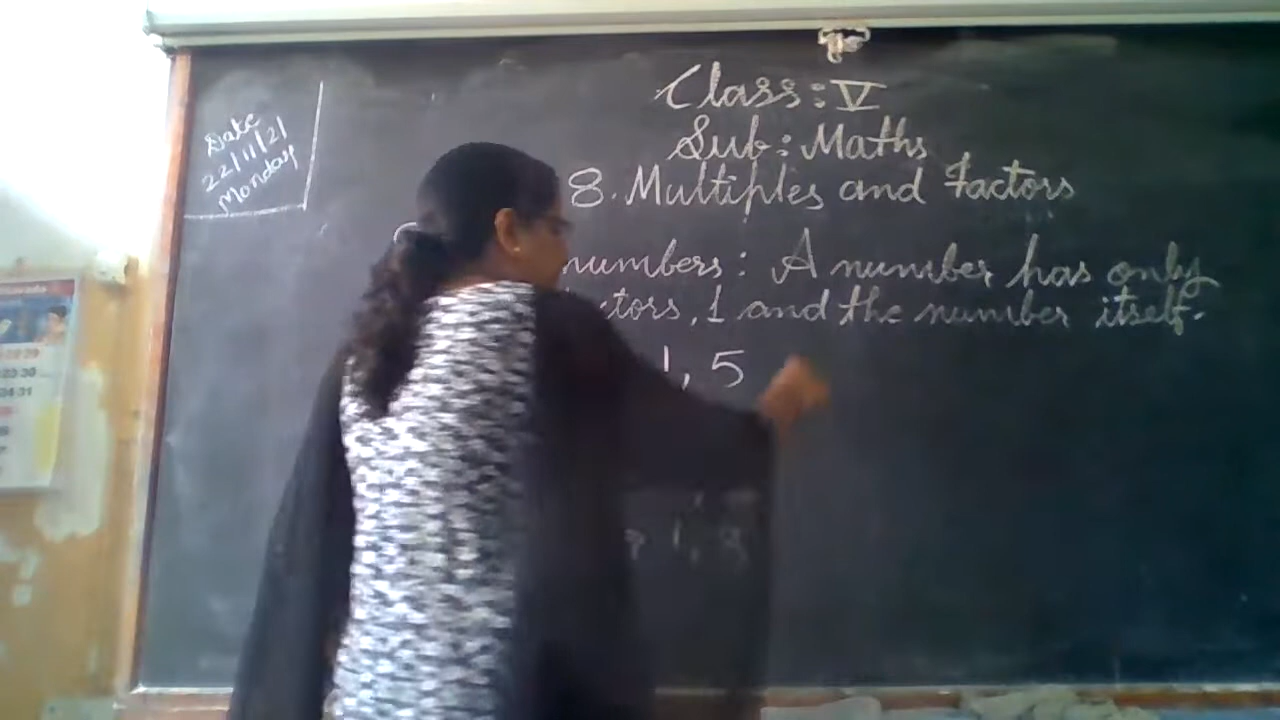 Date
22/11/21
Monday
Class : V
Sub : Maths
8. Multiples and Factors
numbers : A number has only
ctors, 1 and the number itself.
1, 5